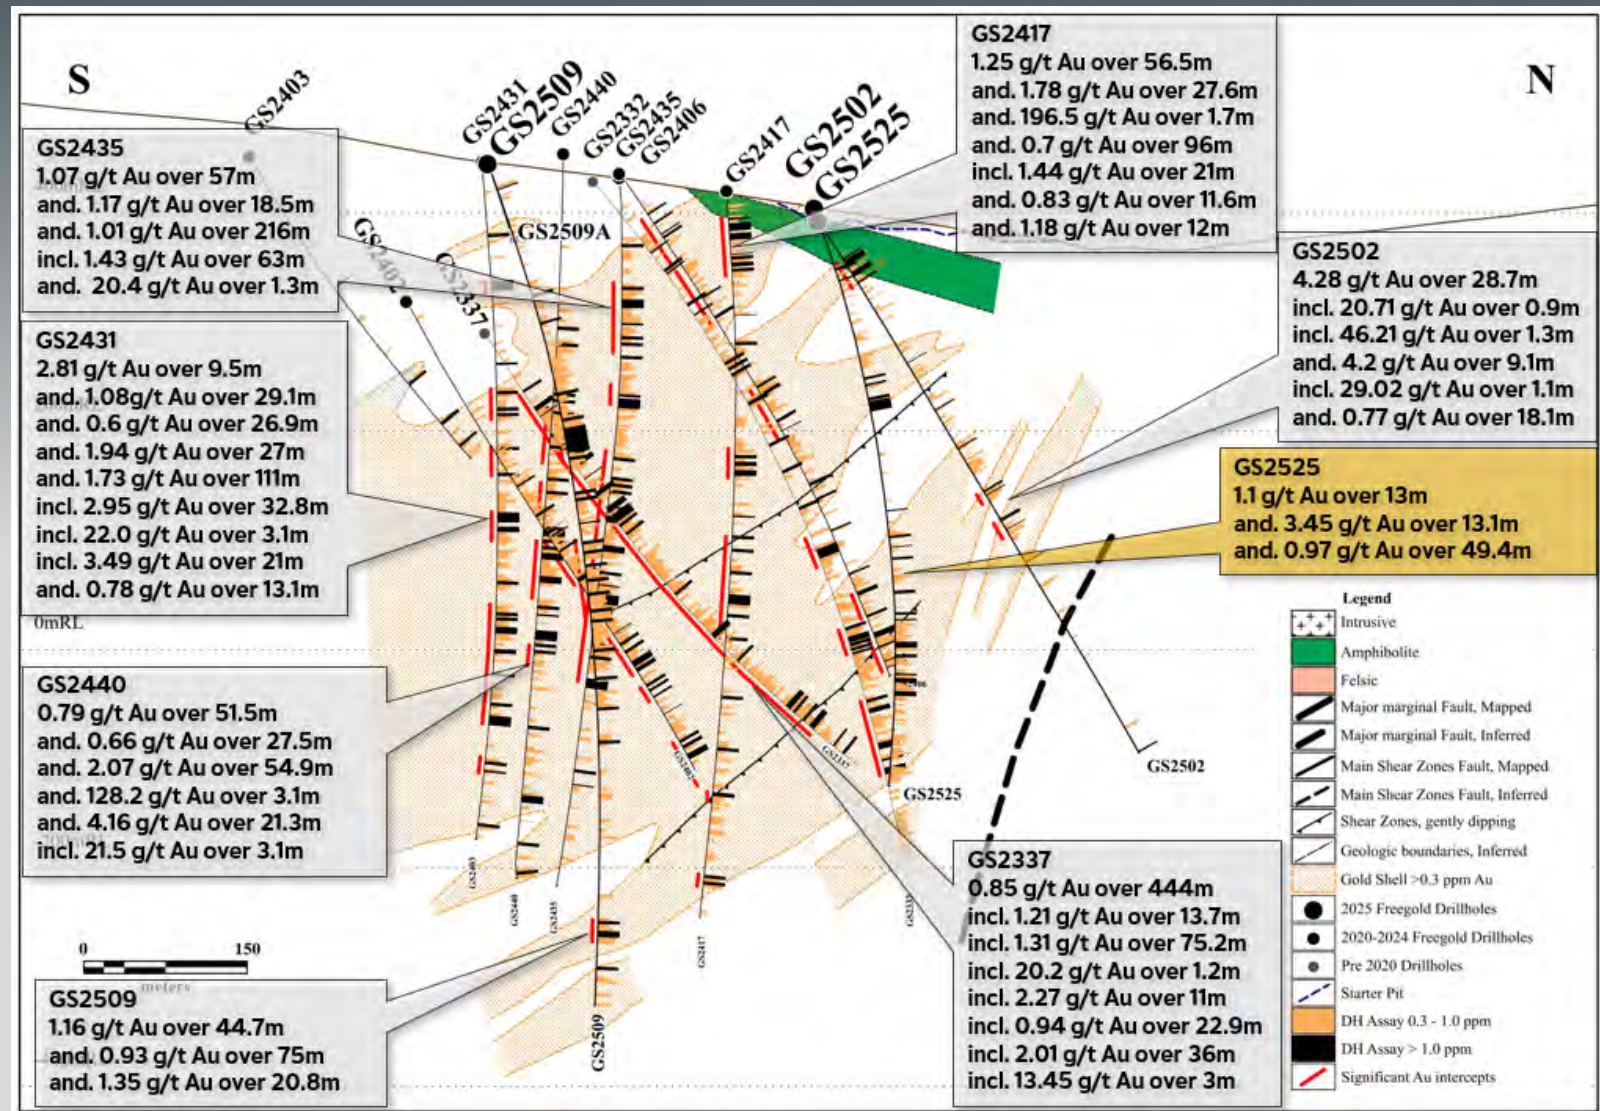 S
N
GS2403
GS2431
GS2509
GS2440
GS2332
GS2435
GS2406
GS2417
GS2502
GS2525
GS2417
1.25 g/t Au over 56.5m
and. 1.78 g/t Au over 27.6m
and. 196.5 g/t Au over 1.7m
and. 0.7 g/t Au over 96m
incl. 1.44 g/t Au over 21m
and. 0.83 g/t Au over 11.6m
and. 1.18 g/t Au over 12m
GS2435
1.07 g/t Au over 57m
and. 1.17 g/t Au over 18.5m
and. 1.01 g/t Au over 216m
incl. 1.43 g/t Au over 63m
and. 20.4 g/t Au over 1.3m
GS2509A
GS2402
GS2337
GS2502
4.28 g/t Au over 28.7m
incl. 20.71 g/t Au over 0.9m
incl. 46.21 g/t Au over 1.3m
and. 4.2 g/t Au over 9.1m
incl. 29.02 g/t Au over 1.1m
and. 0.77 g/t Au over 18.1m
GS2431
2.81 g/t Au over 9.5m
and. 1.08g/t Au over 29.1m
and. 0.6 g/t Au over 26.9m
and. 1.94 g/t Au over 27m
and. 1.73 g/t Au over 111m
incl. 2.95 g/t Au over 32.8m
incl. 22.0 g/t Au over 3.1m
incl. 3.49 g/t Au over 21m
and. 0.78 g/t Au over 13.1m
GS2525
1.1 g/t Au over 13m
and. 3.45 g/t Au over 13.1m
and. 0.97 g/t Au over 49.4m
0mRL
GS2440
0.79 g/t Au over 51.5m
and. 0.66 g/t Au over 27.5m
and. 2.07 g/t Au over 54.9m
and. 128.2 g/t Au over 3.1m
and. 4.16 g/t Au over 21.3m
incl. 21.5 g/t Au over 3.1m
GS2402
GS2337
GS2502
GS2525
GS2440
GS2435
GS2417
GS2509
GS2337
0.85 g/t Au over 444m
incl. 1.21 g/t Au over 13.7m
incl. 1.31 g/t Au over 75.2m
incl. 20.2 g/t Au over 1.2m
incl. 2.27 g/t Au over 11m
incl. 0.94 g/t Au over 22.9m
incl. 2.01 g/t Au over 36m
incl. 13.45 g/t Au over 3m
0 150
meters
GS2509
1.16 g/t Au over 44.7m
and. 0.93 g/t Au over 75m
and. 1.35 g/t Au over 20.8m
Legend
Intrusive
Amphibolite
Felsic
Major marginal Fault, Mapped
Major marginal Fault, Inferred
Main Shear Zones Fault, Mapped
Main Shear Zones Fault, Inferred
Shear Zones, gently dipping
Geologic boundaries, Inferred
Gold Shell >0.3 ppm Au
2025 Freegold Drillholes
2020-2024 Freegold Drillholes
Pre 2020 Drillholes
Starter Pit
DH Assay 0.3 - 1.0 ppm
DH Assay > 1.0 ppm
Significant Au intercepts